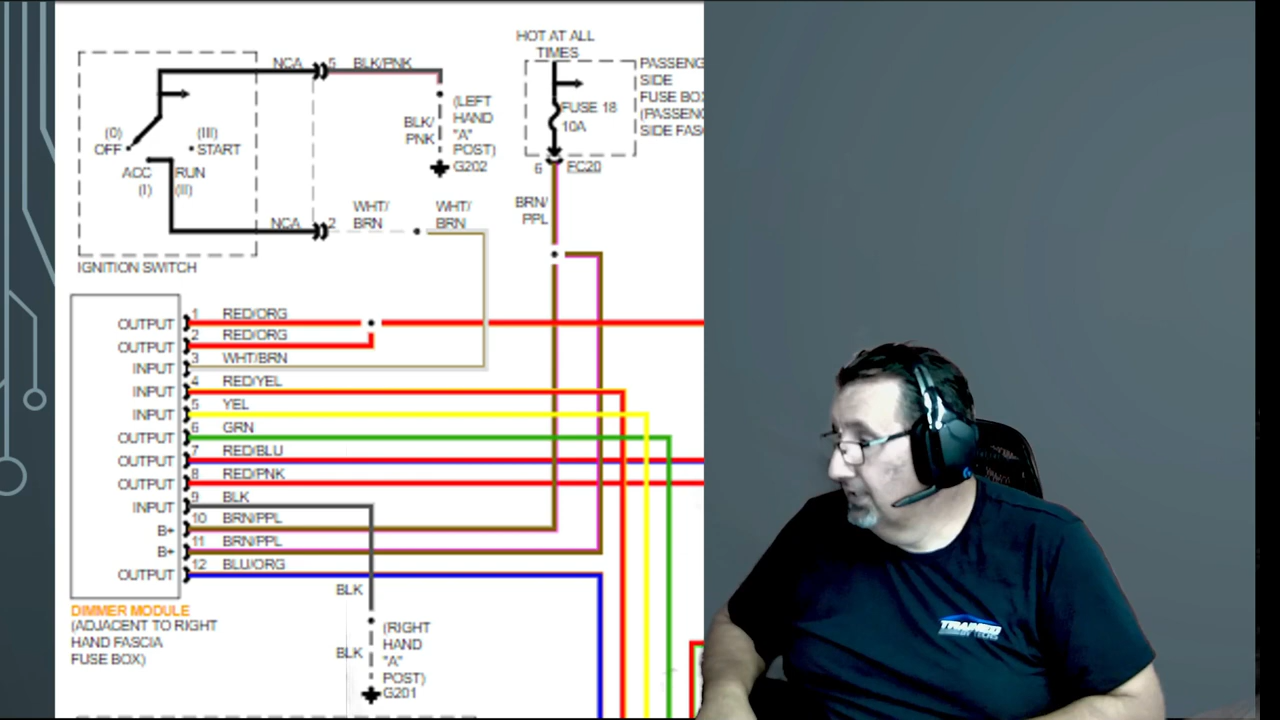 HOT AT ALL
TIMES
NCA 5 BLK/PNK
PASSENG
SIDE
FUSE BO
(PASSEN
SIDE FAS
FUSE 18
10A
(LEFT
HAND
"A"
POST)
G202
BLK/
PNK
(0)
OFF
(III)
START
ACC
(I)
RUN
(II)
6 FC20
BRN/
PPL
NCA 2
WHT/
BRN
WHT/
BRN
IGNITION SWITCH
OUTPUT 1 RED/ORG
OUTPUT 2 RED/ORG
INPUT 3 WHT/BRN
INPUT 4 RED/YEL
INPUT 5 YEL
OUTPUT 6 GRN
OUTPUT 7 RED/BLU
OUTPUT 8 RED/PNK
INPUT 9 BLK
B+ 10 BRN/PPL
B+ 11 BRN/PPL
OUTPUT 12 BLU/ORG
DIMMER MODULE
(ADJACENT TO RIGHT
HAND FASCIA
FUSE BOX)
BLK
BLK
(RIGHT
HAND
"A"
POST)
G201
TRAINED
BY TECHS